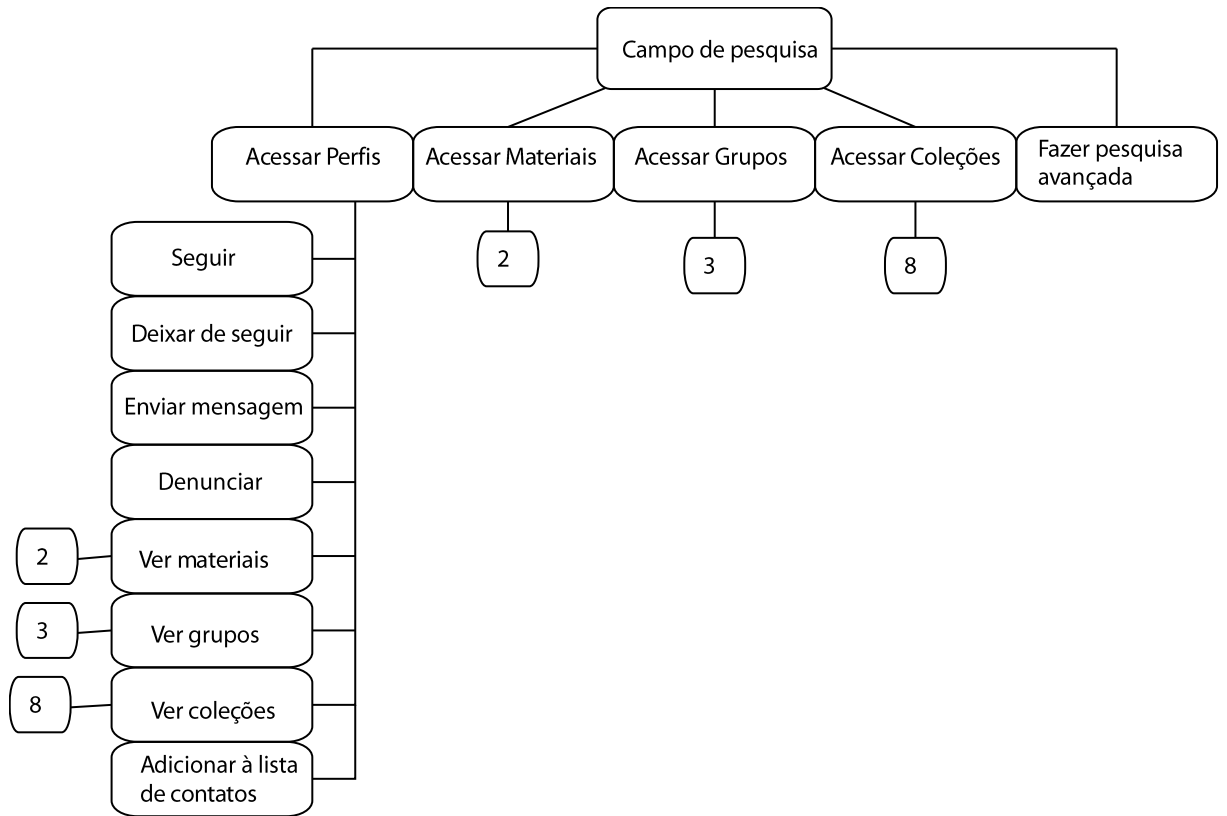 Campo de pesquisa
Acessar Perfis
Acessar Materiais
Acessar Grupos
Acessar Coleções
Fazer pesquisa
avançada
2
3
8
Seguir
Deixar de seguir
Enviar mensagem
Denunciar
2
Ver materiais
3
Ver grupos
8
Ver coleções
Adicionar à lista
de contatos